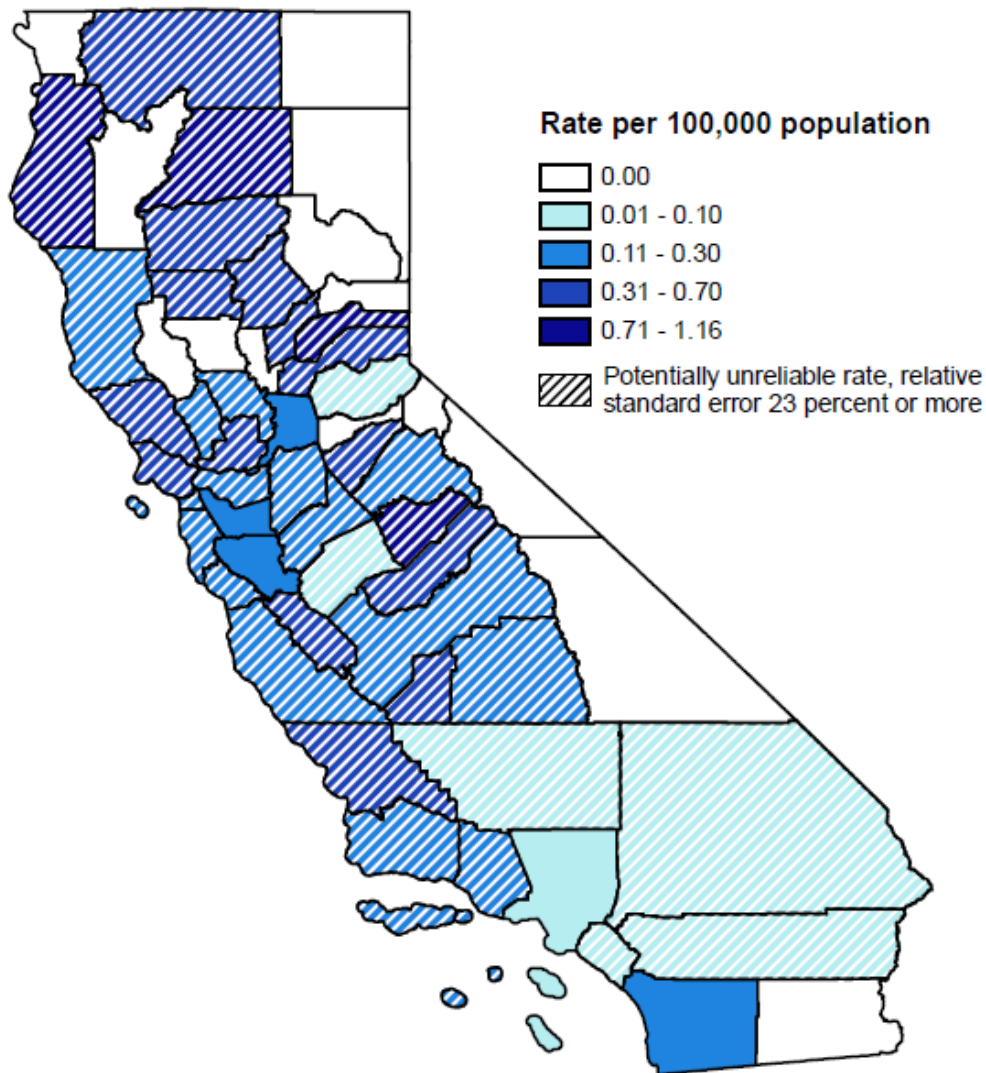 Rate per 100,000 population
0.00
0.01 - 0.10
0.11 - 0.30
0.31 - 0.70
0.71 - 1.16
Potentially unreliable rate, relative
standard error 23 percent or more